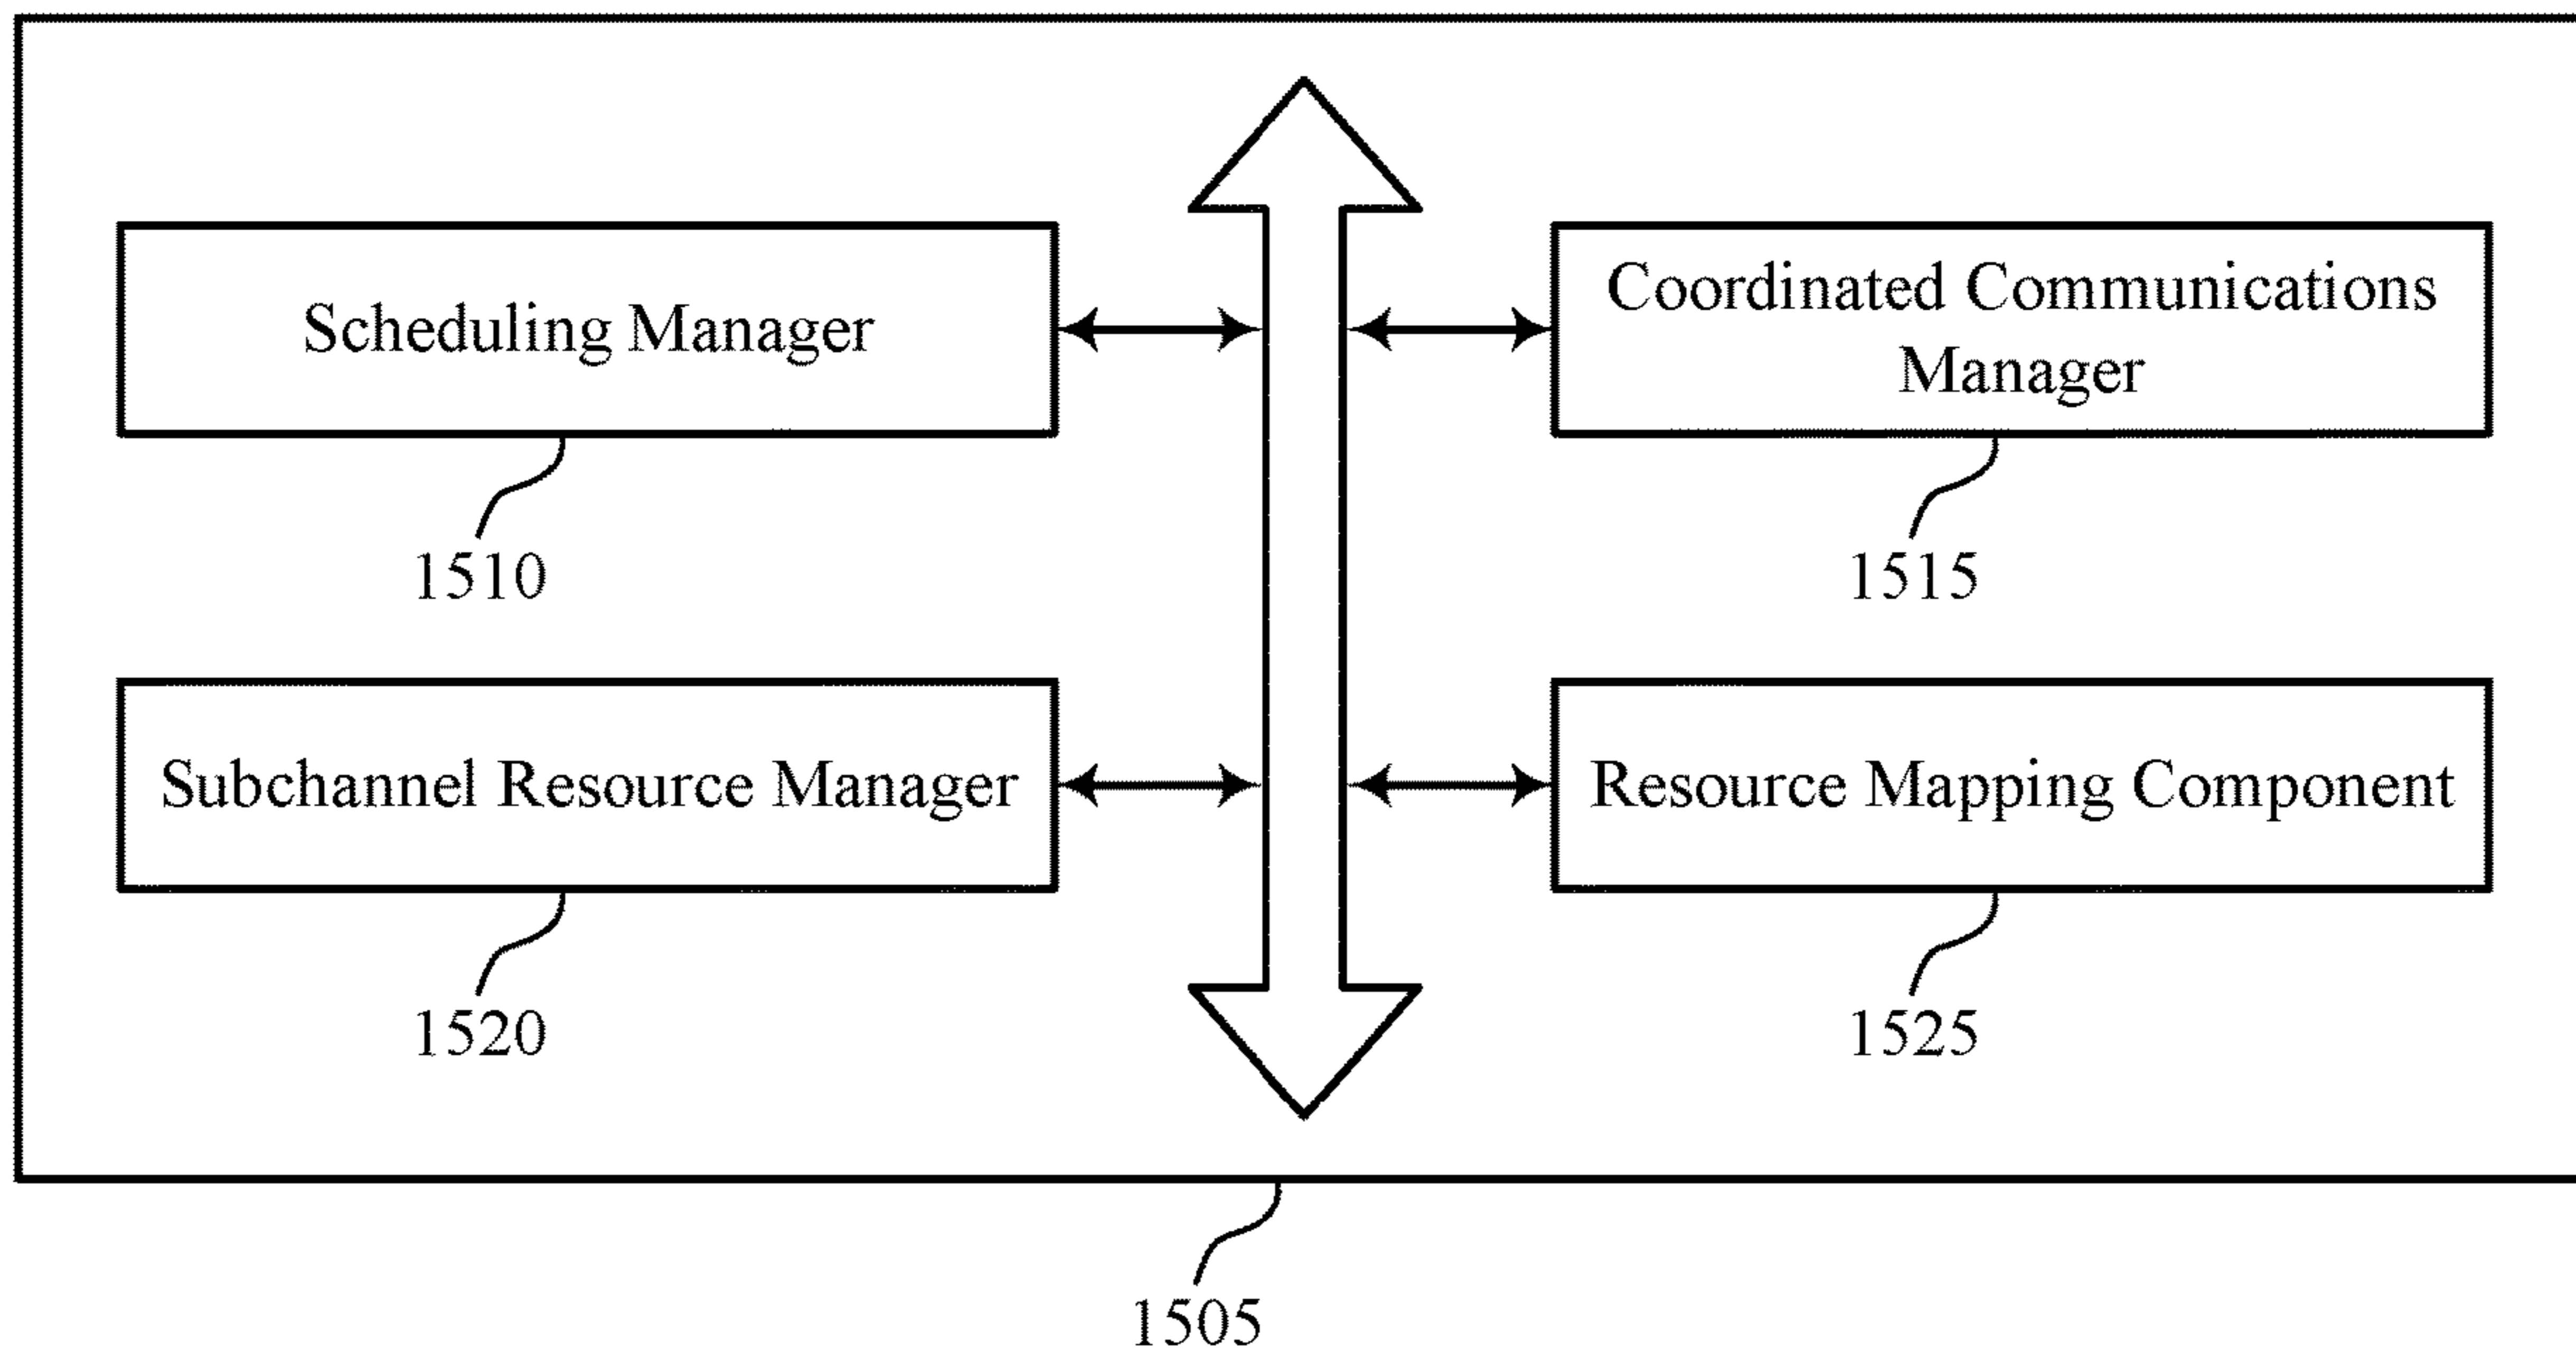 Scheduling Manager
Coordinated Communications
Manager
1510
1515
Subchannel Resource Manager
Resource Mapping Component
1520
1525
1505